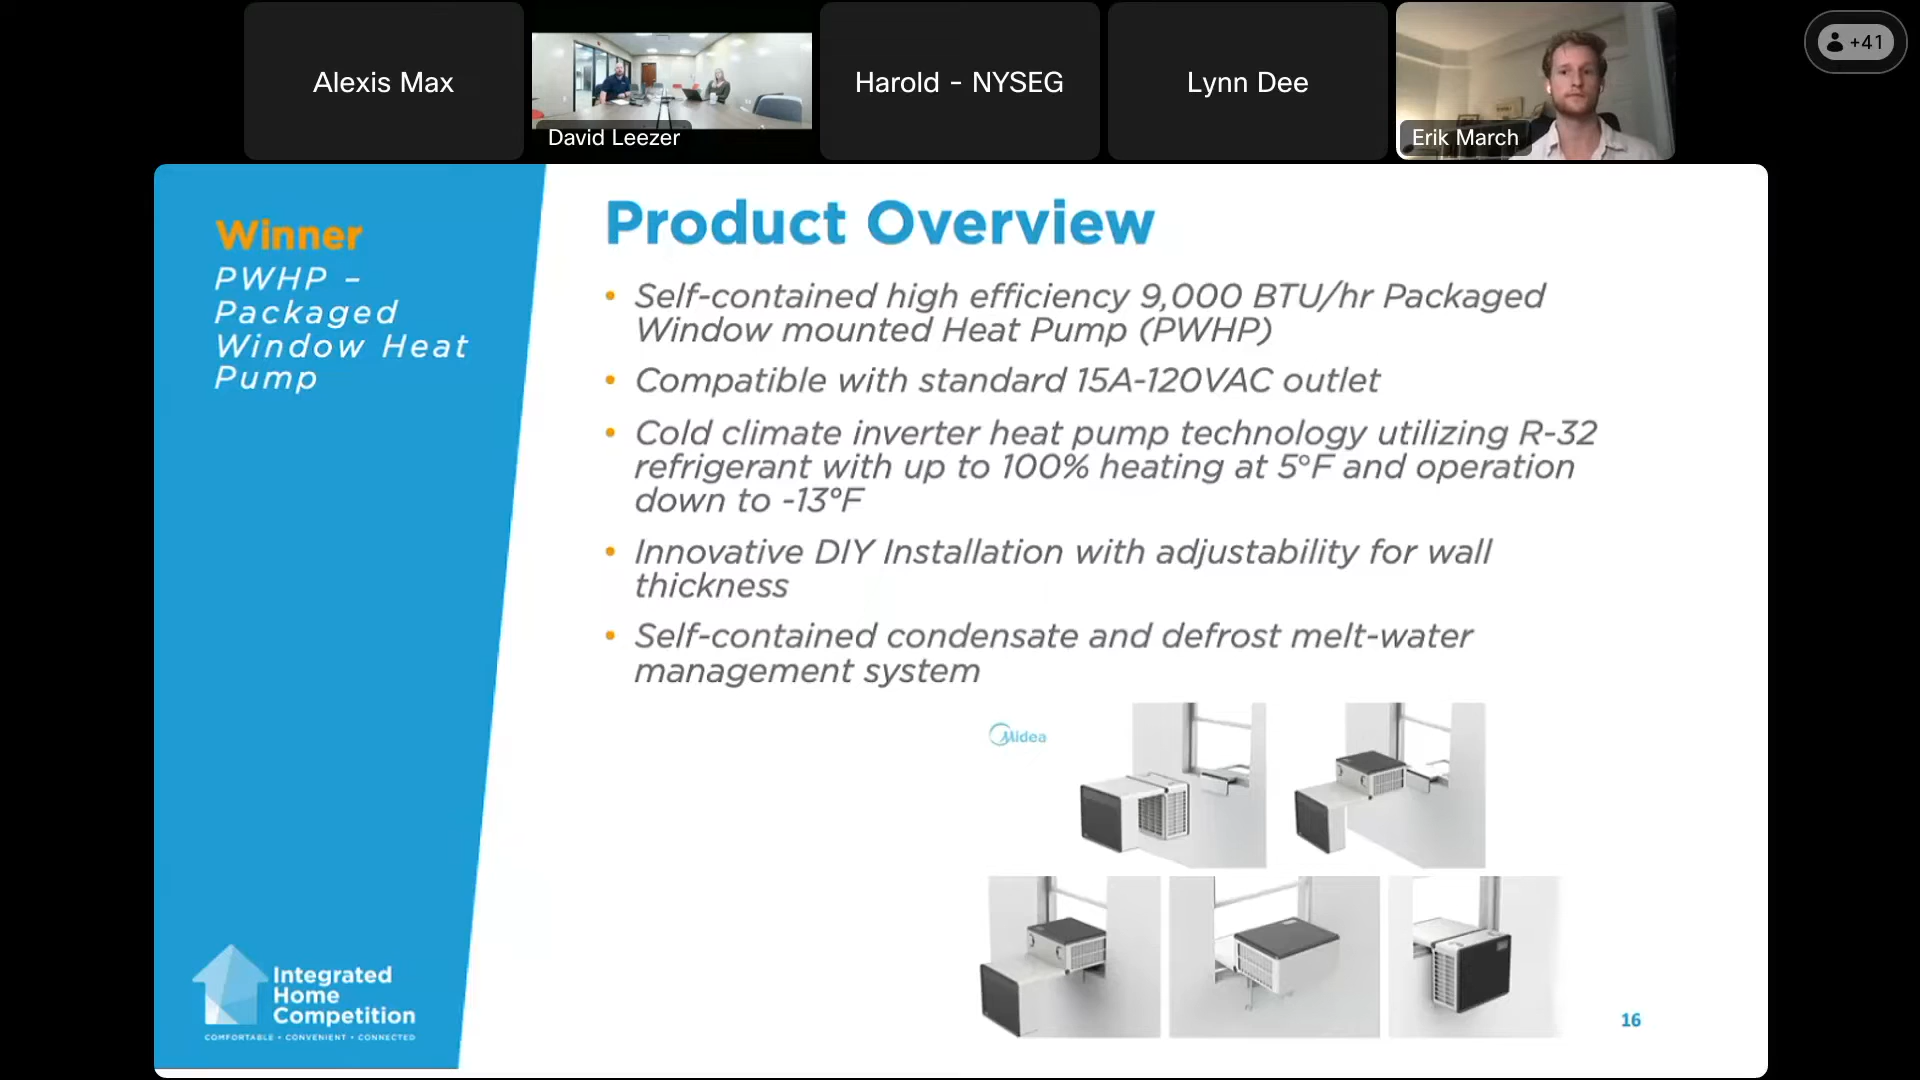 Alexis Max
David Leezer
Harold - NYSEG
Lynn Dee
Erik March
+41
Winner
PWHP –
Packaged
Window Heat
Pump
Product Overview
• Self-contained high efficiency 9,000 BTU/hr Packaged
Window mounted Heat Pump (PWHP)
• Compatible with standard 15A-120VAC outlet
• Cold climate inverter heat pump technology utilizing R-32
refrigerant with up to 100% heating at 5°F and operation
down to -13°F
• Innovative DIY Installation with adjustability for wall
thickness
• Self-contained condensate and defrost melt-water
management system
Midea
Integrated
Home
Competition
COMFORTABLE • CONVENIENT • CONNECTED
16